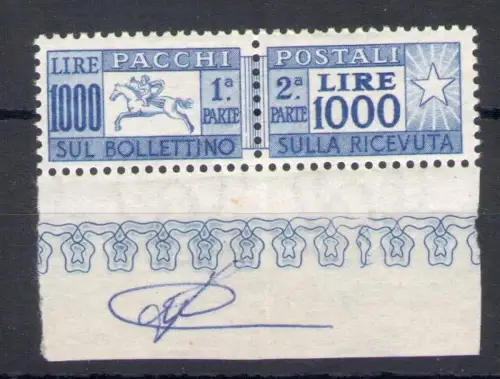 PACCHI POSTALI
LIRE 1000 1ª PARTE 2ª PARTE LIRE 1000
SUL BOLLETTINO SULLA RICEVUTA